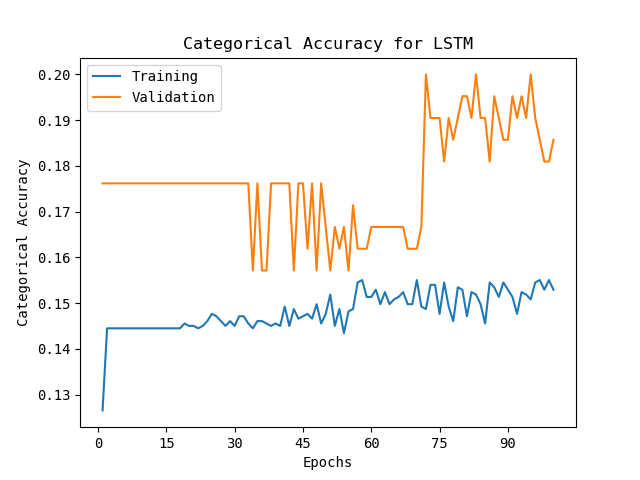 Categorical Accuracy for LSTM
Training
Validation
Categorical Accuracy
0.20
0.19
0.18
0.17
0.16
0.15
0.14
0.13
0 15 30 45 60 75 90
Epochs